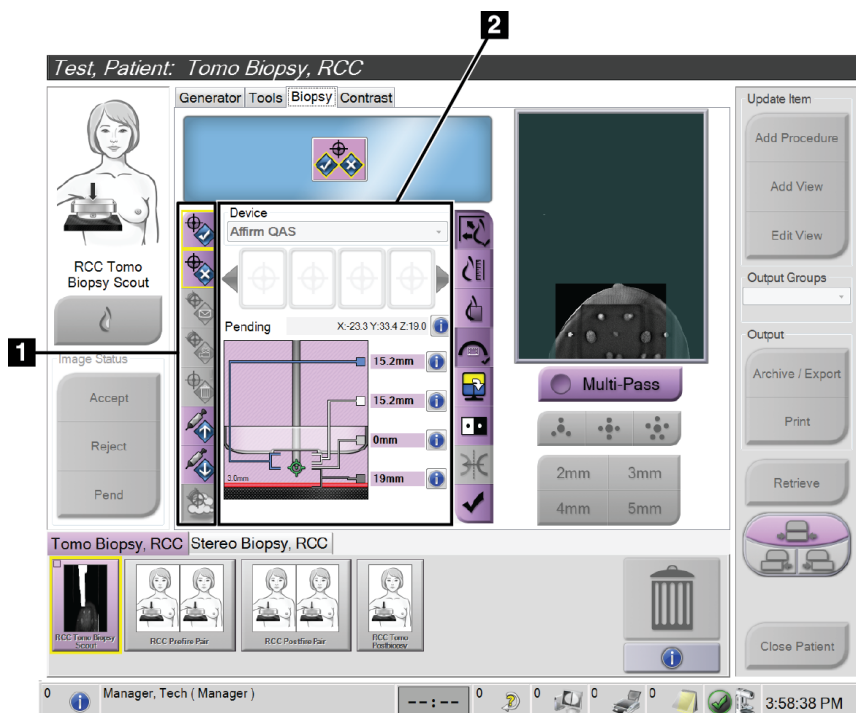 2
Test, Patient: Tomo Biopsy, RCC
Generator Tools Biopsy Contrast
Update Item
Add Procedure
Add View
Edit View
Output Groups
Output
Archive / Export
Print
Retrieve
Close Patient
RCC Tomo
Biopsy Scout
1
Image Status
Accept
Reject
Pend
Device
Affirm QAS
Pending X:-23.3 Y:33.4 Z:19.0
15.2mm
15.2mm
0mm
3.0mm 19mm
Multi-Pass
2mm 3mm
4mm 5mm
Tomo Biopsy, RCC Stereo Biopsy, RCC
RCC Tomo Biopsy
Scout
RCC Prefire Pair
RCC Postfire Pair
RCC Tomo
Postbiopsy
0 Manager, Tech ( Manager ) --:-- 0 0 0 0 3:58:38 PM